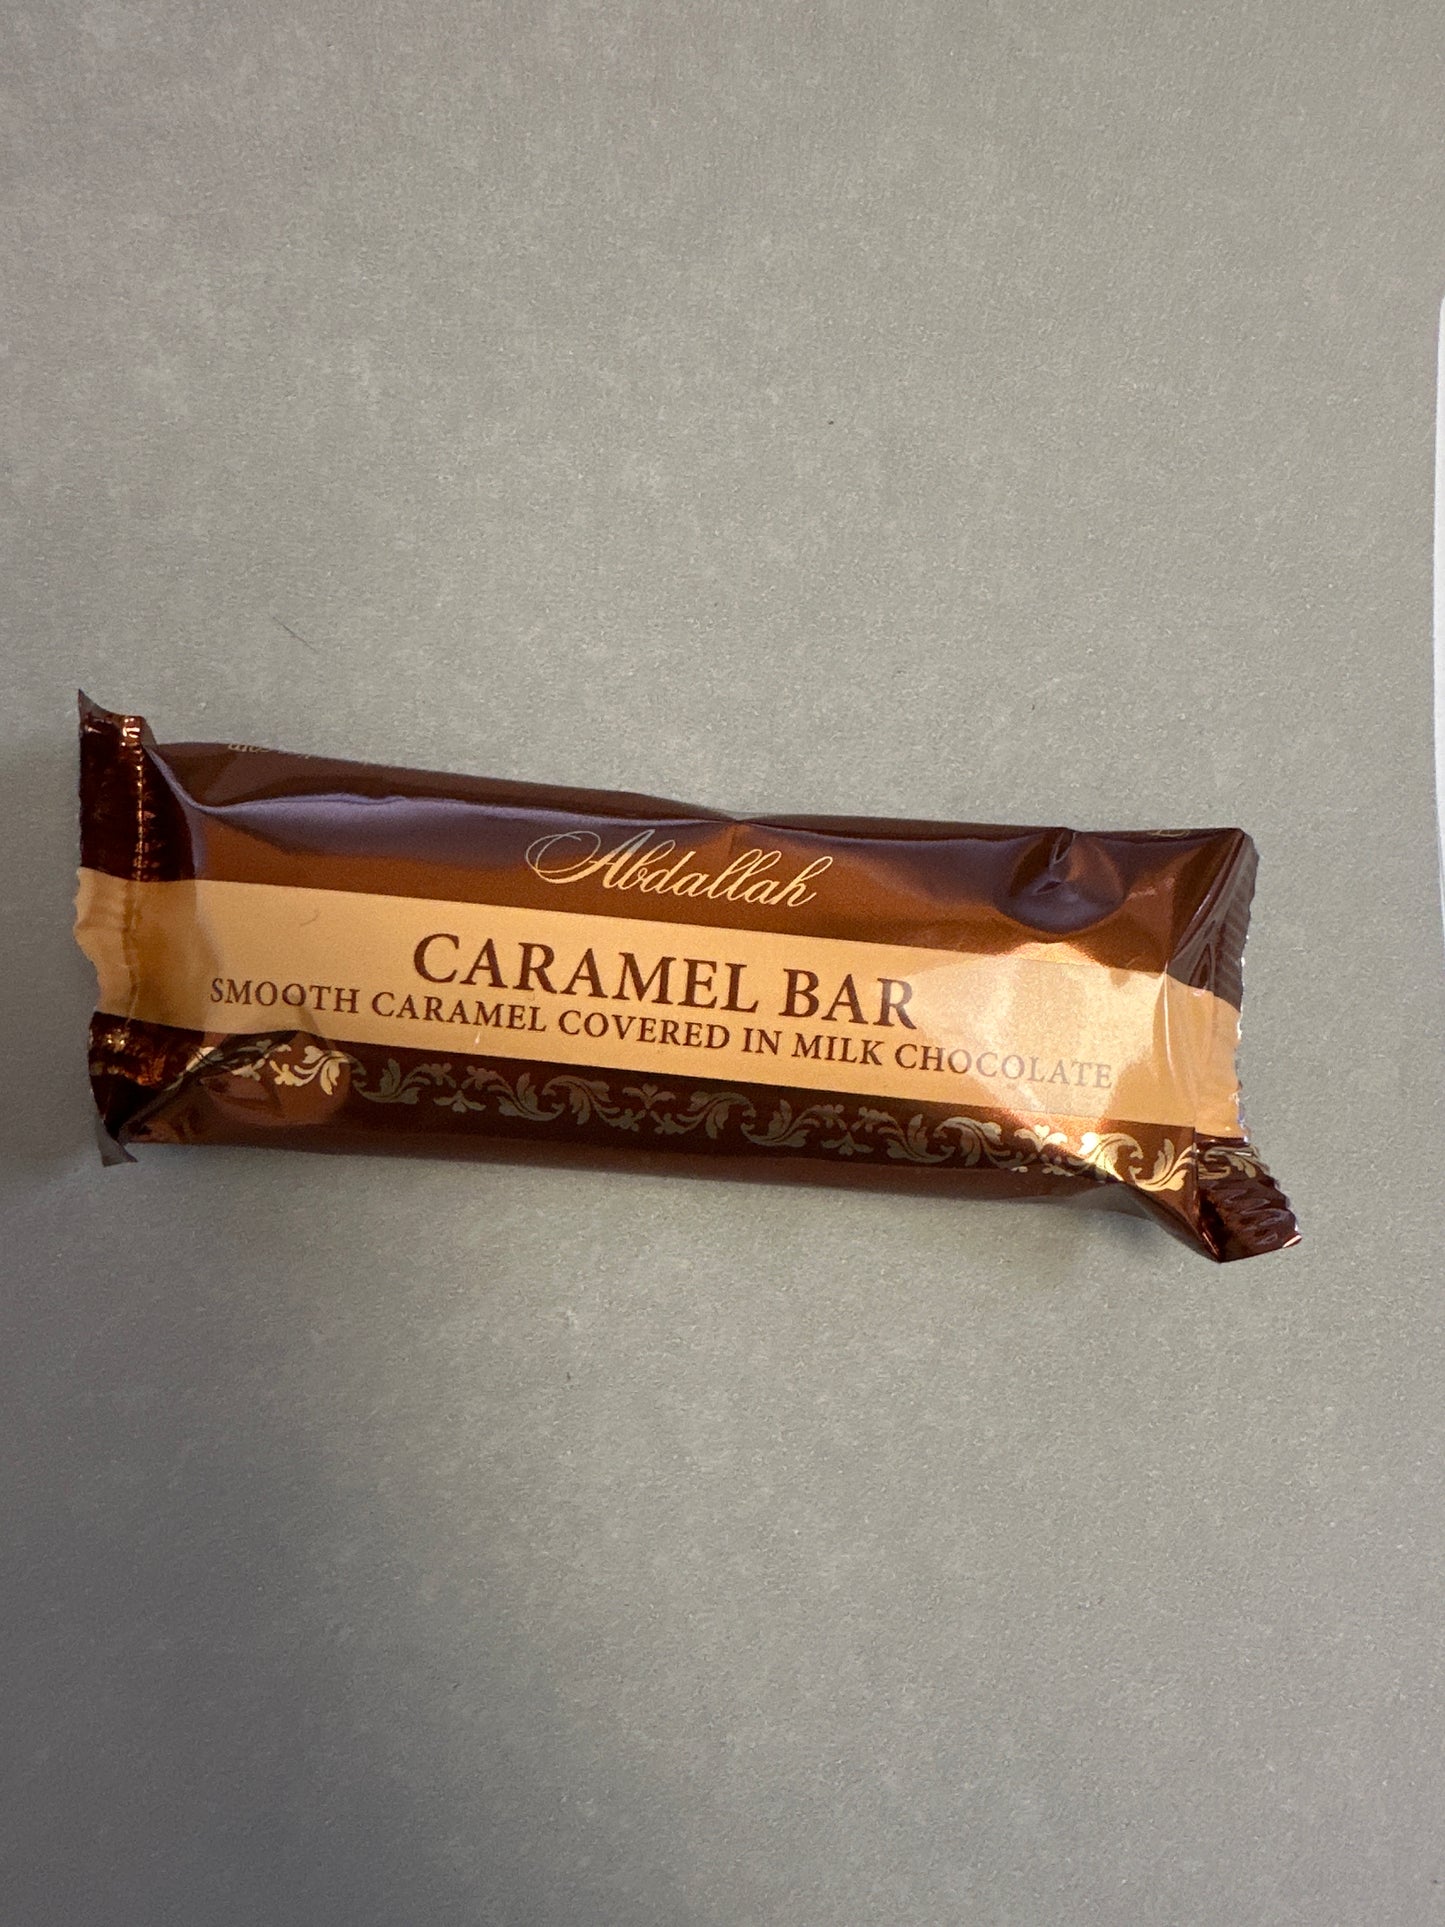 Abdallah
CARAMEL BAR
SMOOTH CARAMEL COVERED IN MILK CHOCOLATE